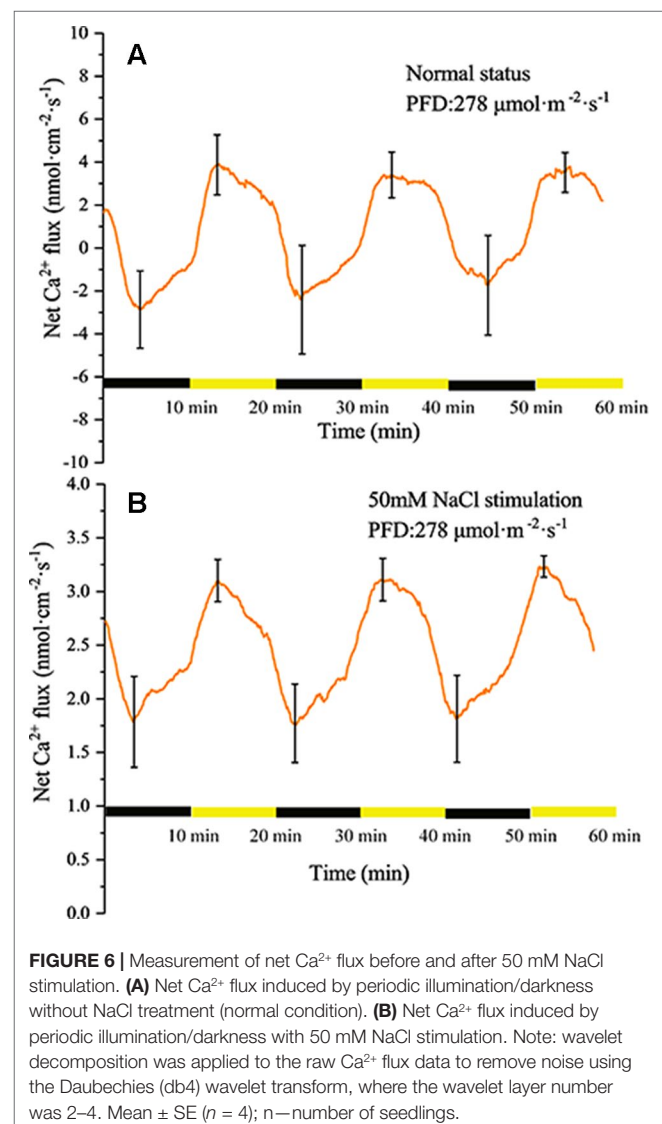 A
Normal status
PFD:278 μmol·m⁻²·s⁻¹
Net Ca²⁺ flux (nmol·cm⁻²·s⁻¹)
10
8
6
4
2
0
-2
-4
-6
-8
-10
10 min 20 min 30 min 40 min 50 min 60 min
Time (min)
B
50mM NaCl stimulation
PFD:278 μmol·m⁻²·s⁻¹
Net Ca²⁺ flux (nmol·cm⁻²·s⁻¹)
4.0
3.5
3.0
2.5
2.0
1.5
1.0
0.5
0.0
10 min 20 min 30 min 40 min 50 min 60 min
Time (min)
FIGURE 6 | Measurement of net Ca²⁺ flux before and after 50 mM NaCl
stimulation. (A) Net Ca²⁺ flux induced by periodic illumination/darkness
without NaCl treatment (normal condition). (B) Net Ca²⁺ flux induced by
periodic illumination/darkness with 50 mM NaCl stimulation. Note: wavelet
decomposition was applied to the raw Ca²⁺ flux data to remove noise using
the Daubechies (db4) wavelet transform, where the wavelet layer number
was 2–4. Mean ± SE (n = 4); n—number of seedlings.